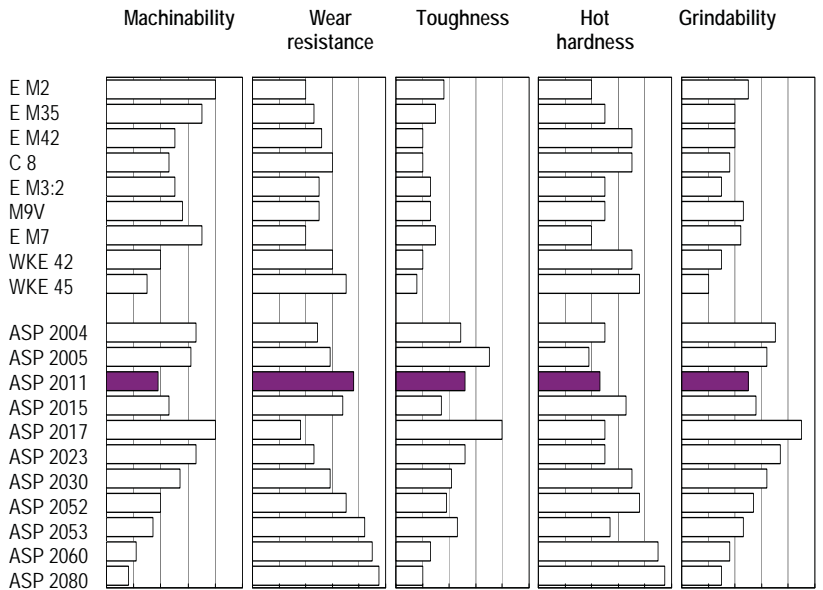 Machinability
Wear
resistance
Toughness
Hot
hardness
Grindability
E M2
E M35
E M42
C 8
E M3:2
M9V
E M7
WKE 42
WKE 45
ASP 2004
ASP 2005
ASP 2011
ASP 2015
ASP 2017
ASP 2023
ASP 2030
ASP 2052
ASP 2053
ASP 2060
ASP 2080